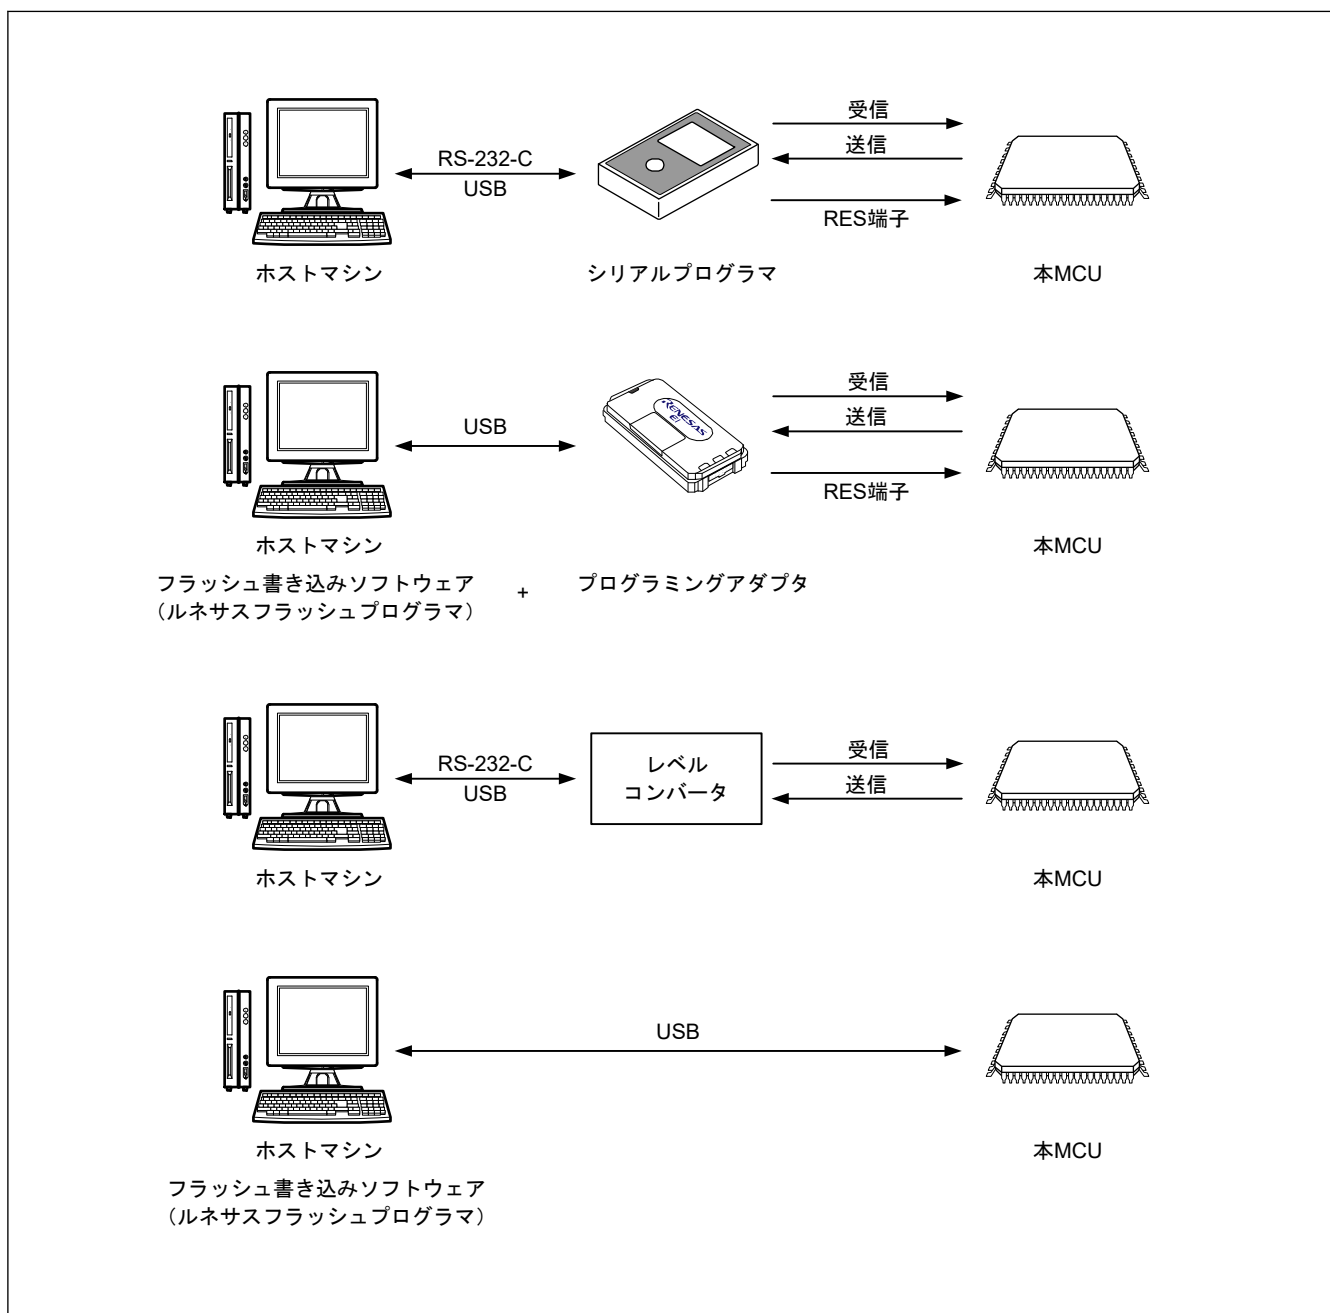 受信
RS-232-C
送信
USB
RES端子
ホストマシン
シリアルプログラマ
本MCU
受信
USB
RENESAS
E1
送信
RES端子
ホストマシン
本MCU
フラッシュ書き込みソフトウェア
(ルネサスフラッシュプログラマ)
+
プログラミングアダプタ
RS-232-C
USB
レベル
コンバータ
受信
送信
ホストマシン
本MCU
USB
ホストマシン
本MCU
フラッシュ書き込みソフトウェア
(ルネサスフラッシュプログラマ)